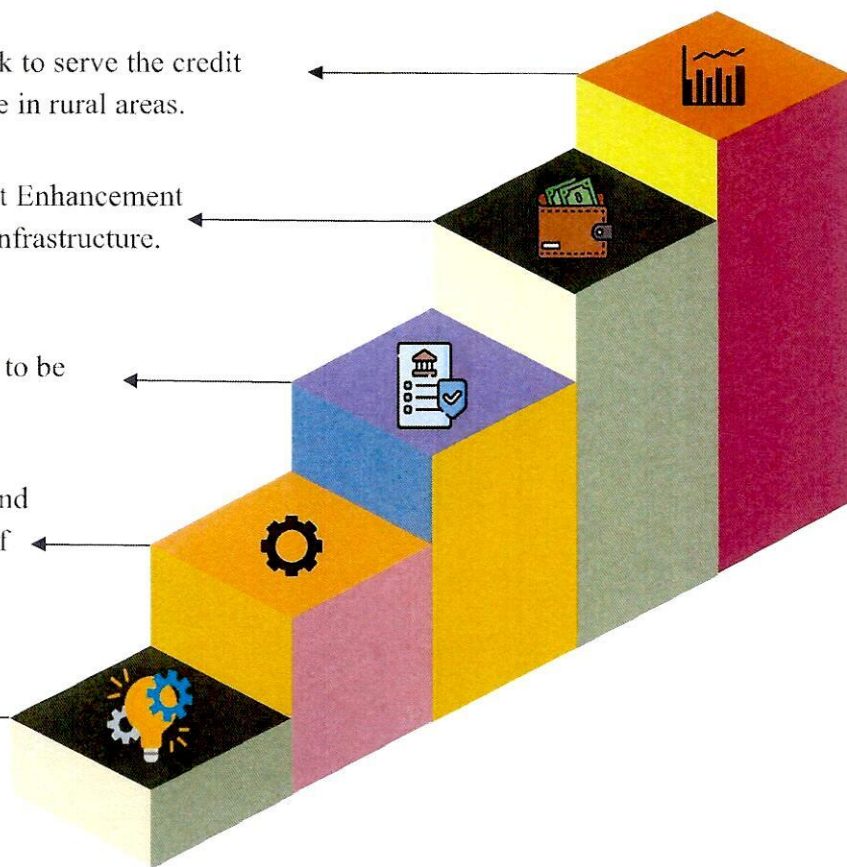 k to serve the credit
e in rural areas.
t Enhancement
nfrastructure.
to be
nd
f